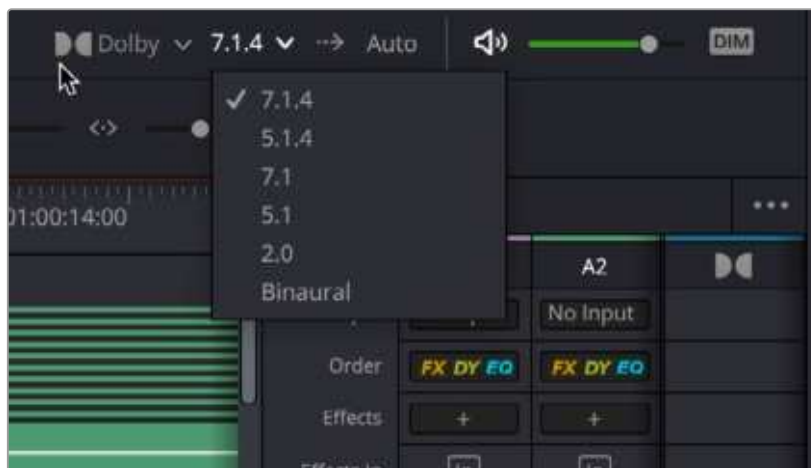 Dolby 7.1.4 Auto DIM
7.1.4
5.1.4
7.1
5.1
2.0
Binaural
01:00:14:00
A2
No Input
Order FX DY EQ FX DY EQ
Effects + +